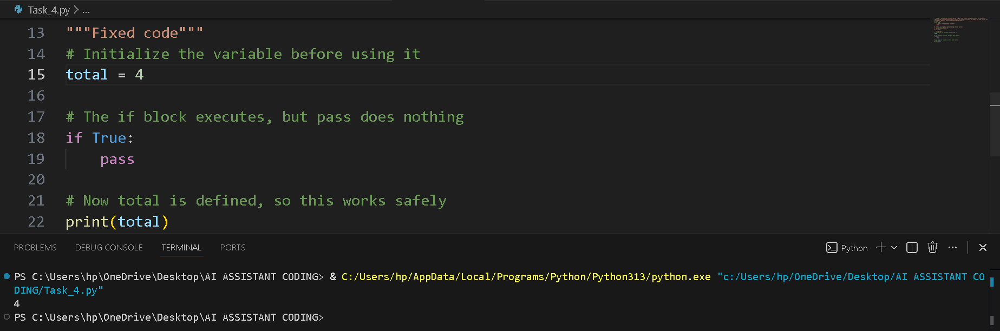 Task_4.py > ...
13 """Fixed code"""
14 # Initialize the variable before using it
15 total = 4
16
17 # The if block executes, but pass does nothing
18 if True:
19     pass
20
21 # Now total is defined, so this works safely
22 print(total)
PROBLEMS DEBUG CONSOLE TERMINAL PORTS Python
PS C:\Users\hp\OneDrive\Desktop\AI ASSISTANT CODING> & C:/Users/hp/AppData/Local/Programs/Python/Python313/python.exe "c:/Users/hp/OneDrive/Desktop/AI ASSISTANT CO
DING/Task_4.py"
4
PS C:\Users\hp\OneDrive\Desktop\AI ASSISTANT CODING>